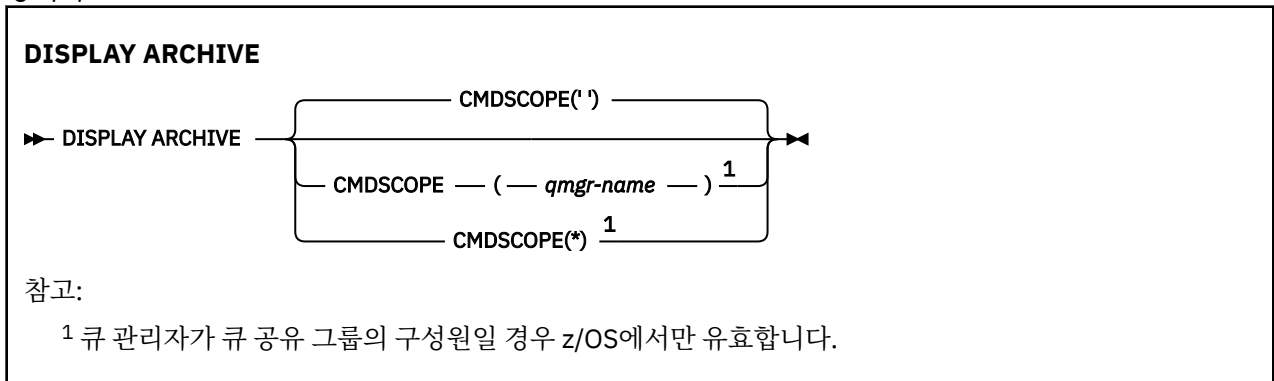 DISPLAY ARCHIVE
CMDSCOPE(' ')
DISPLAY ARCHIVE
CMDSCOPE ( qmgr-name ) 1
CMDSCOPE(*) 1
참고:
1 큐 관리자가 큐 공유 그룹의 구성원일 경우 z/OS에서만 유효합니다.